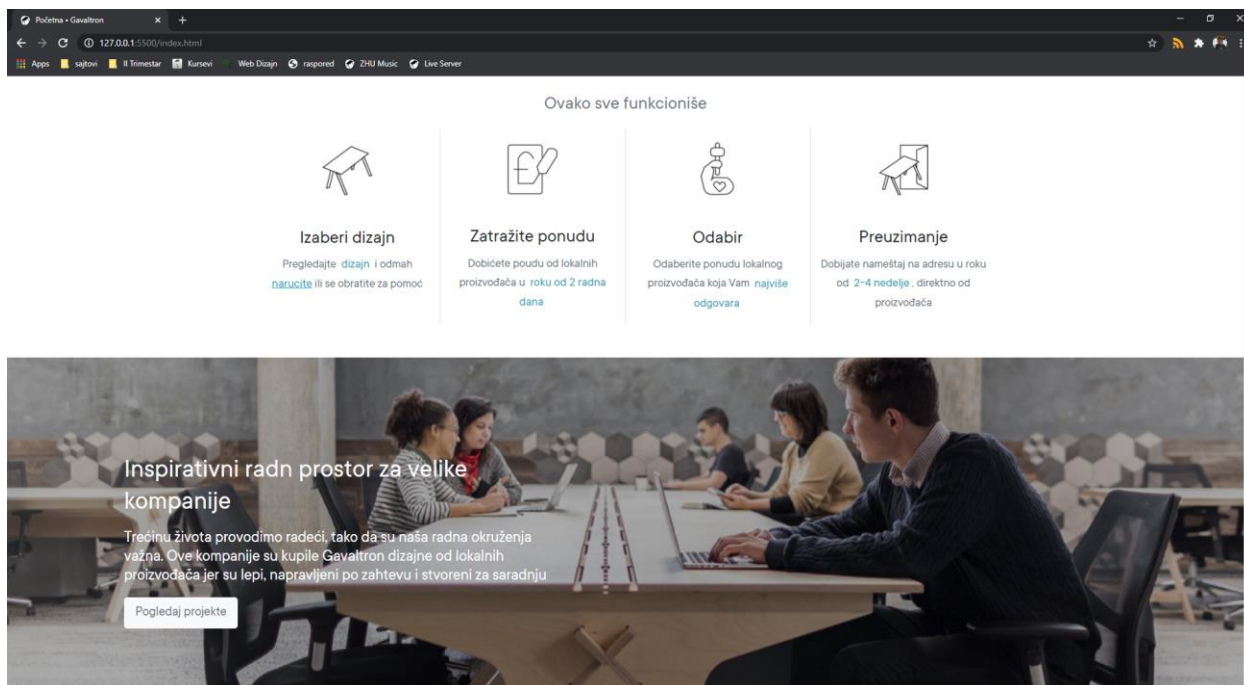 Početna • Gavaltron
127.0.0.1:5500/index.html
Apps sajtovi II Trimestar Kursevi Web Dizajn raspored ZHU Music Live Server
Ovako sve funkcioniše
Izaberi dizajn
Pregledajte dizajn i odmah
narucite ili se obratite za pomoć
Zatražite ponudu
Dobićete poudu od lokalnih
proizvođača u roku od 2 radna
dana
Odabir
Odaberite ponudu lokalnog
proizvođača koja Vam najviše
odgovara
Preuzimanje
Dobijate nameštaj na adresu u roku
od 2-4 nedelje , direktno od
proizvođača
Inspirativni radn prostor za velike
kompanije
Trećinu života provodimo radeći, tako da su naša radna okruženja
važna. Ove kompanije su kupile Gavaltron dizajne od lokalnih
proizvođača jer su lepi, napravljeni po zahtevu i stvoreni za saradnju
Pogledaj projekte